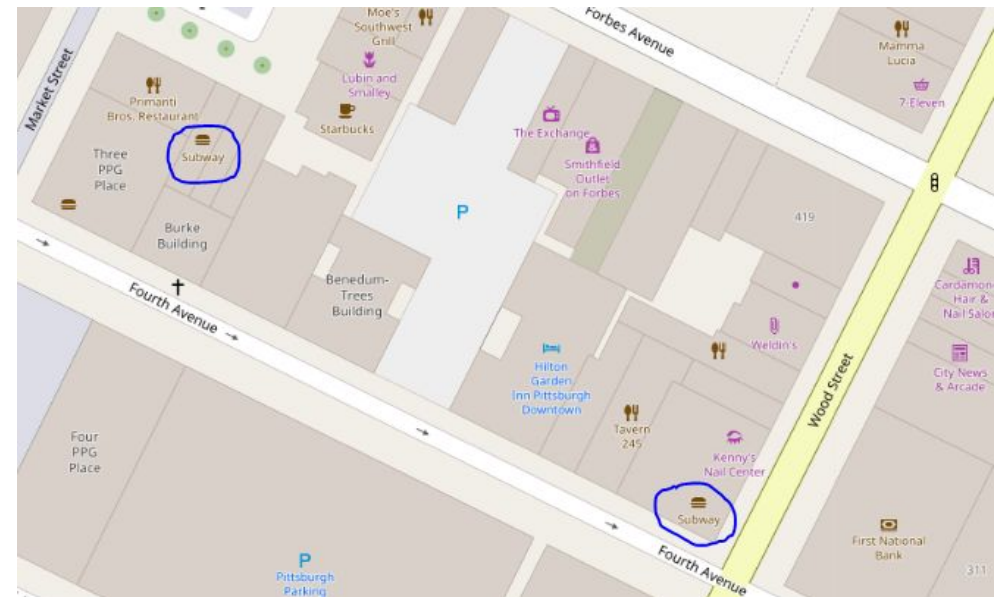 Moe's
Southwest
Grill
Forbes Avenue
Mamma
Lucia
Market Street
Lubin and
Smalley
7-Eleven
Primanti
Bros. Restaurant
Starbucks
The Exchange
Subway
Three
PPG
Place
Smithfield
Outlet
on Forbes
P
419
Burke
Building
Benedum-
Trees
Building
Cardamone
Hair &
Nail Salon
Fourth Avenue
Weldin's
Hilton
Garden
Inn Pittsburgh
Downtown
Wood Street
City News
& Arcade
Tavern
245
Four
PPG
Place
Kenny's
Nail Center
Subway
First National
Bank
Fourth Avenue
P
Pittsburgh
Parking
311